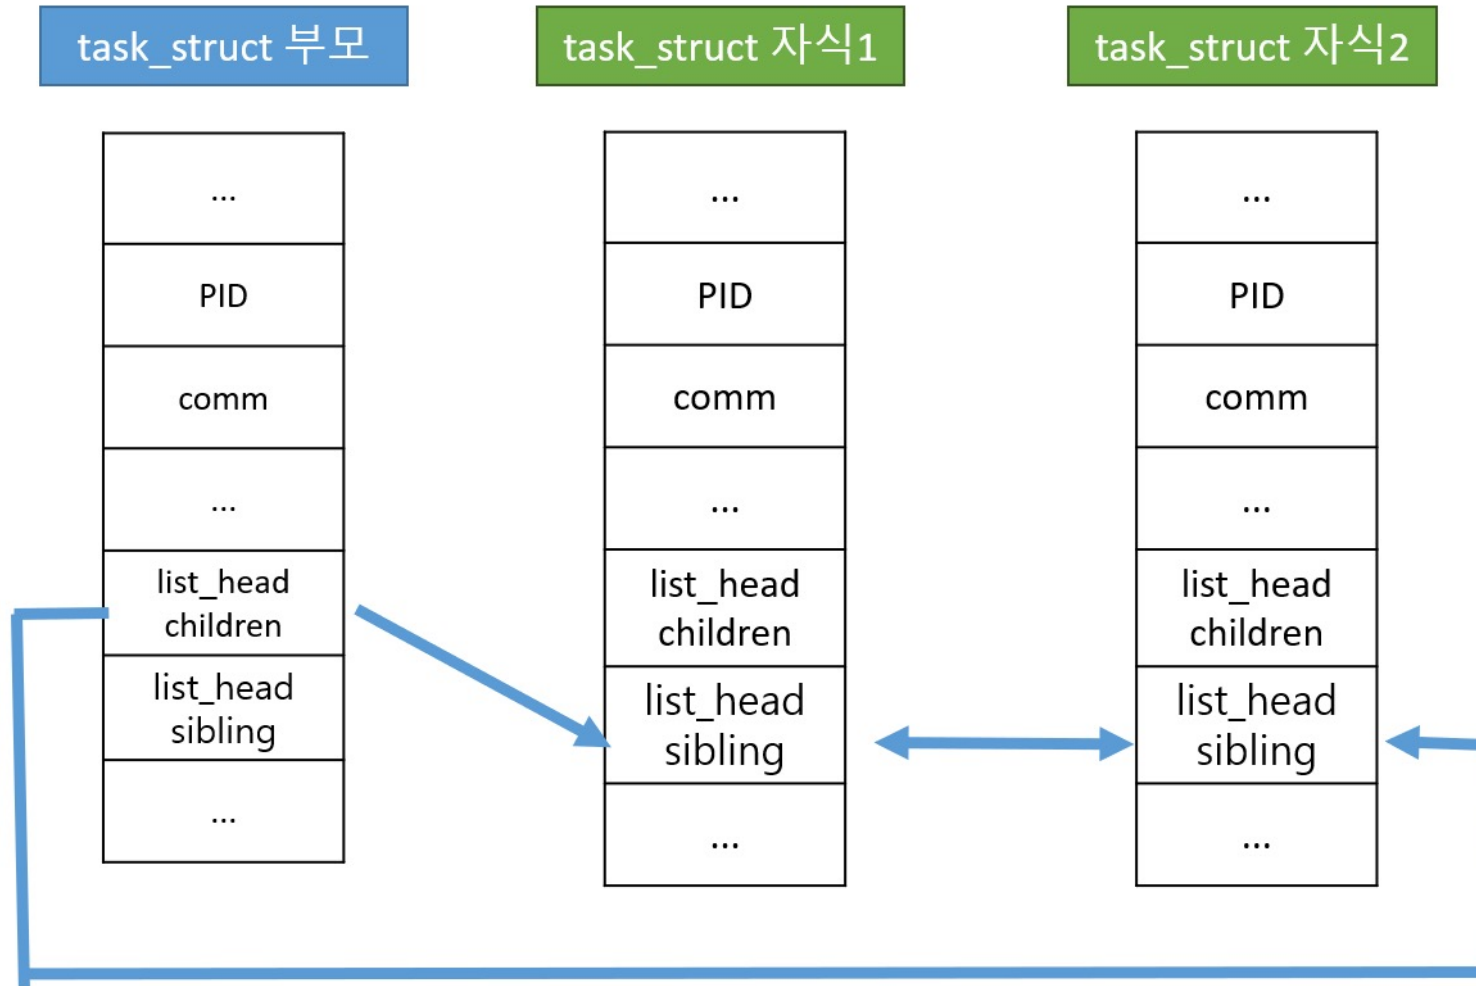 task_struct 부모
task_struct 자식1
task_struct 자식2
...
PID
comm
...
list_head
children
list_head
sibling
...
...
PID
comm
...
list_head
children
list_head
sibling
...
...
PID
comm
...
list_head
children
list_head
sibling
...